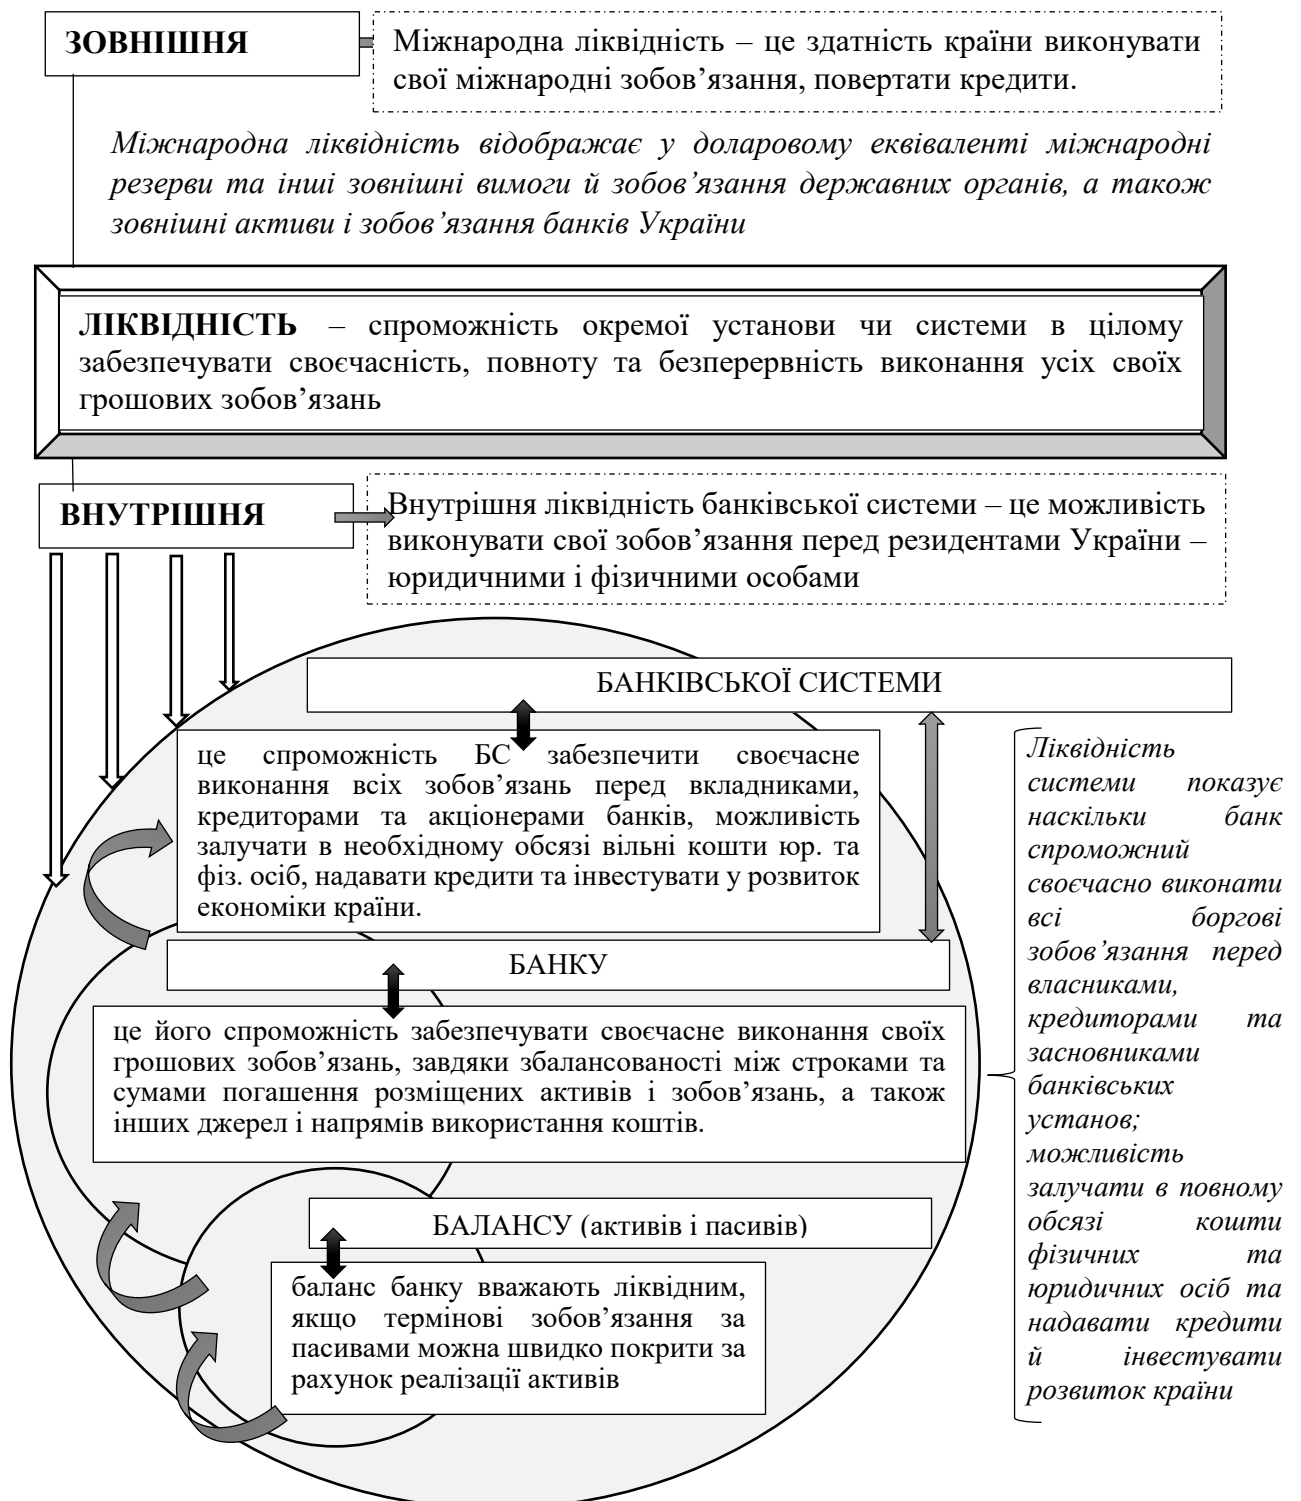 ЗОВНІШНЯ
Міжнародна ліквідність – це здатність країни виконувати
свої міжнародні зобов’язання, повертати кредити.
Міжнародна ліквідність відображає у доларовому еквіваленті міжнародні
резерви та інші зовнішні вимоги й зобов’язання державних органів, а також
зовнішні активи і зобов’язання банків України
ЛІКВІДНІСТЬ – спроможність окремої установи чи системи в цілому
забезпечувати своєчасність, повноту та безперервність виконання усіх своїх
грошових зобов’язань
ВНУТРІШНЯ
Внутрішня ліквідність банківської системи – це можливість
виконувати свої зобов’язання перед резидентами України –
юридичними і фізичними особами
БАНКІВСЬКОЇ СИСТЕМИ
це спроможність БС забезпечити своєчасне
виконання всіх зобов’язань перед вкладниками,
кредиторами та акціонерами банків, можливість
залучати в необхідному обсязі вільні кошти юр. та
фіз. осіб, надавати кредити та інвестувати у розвиток
економіки країни.
БАНКУ
це його спроможність забезпечувати своєчасне виконання своїх
грошових зобов’язань, завдяки збалансованості між строками та
сумами погашення розміщених активів і зобов’язань, а також
інших джерел і напрямів використання коштів.
БАЛАНСУ (активів і пасивів)
баланс банку вважають ліквідним,
якщо термінові зобов’язання за
пасивами можна швидко покрити за
рахунок реалізації активів
Ліквідність
системи показує
наскільки банк
спроможний
своєчасно виконати
всі боргові
зобов’язання перед
власниками,
кредиторами та
засновниками
банківських
установ;
можливість
залучати в повному
обсязі кошти
фізичних та
юридичних осіб та
надавати кредити
й інвестувати
розвиток країни